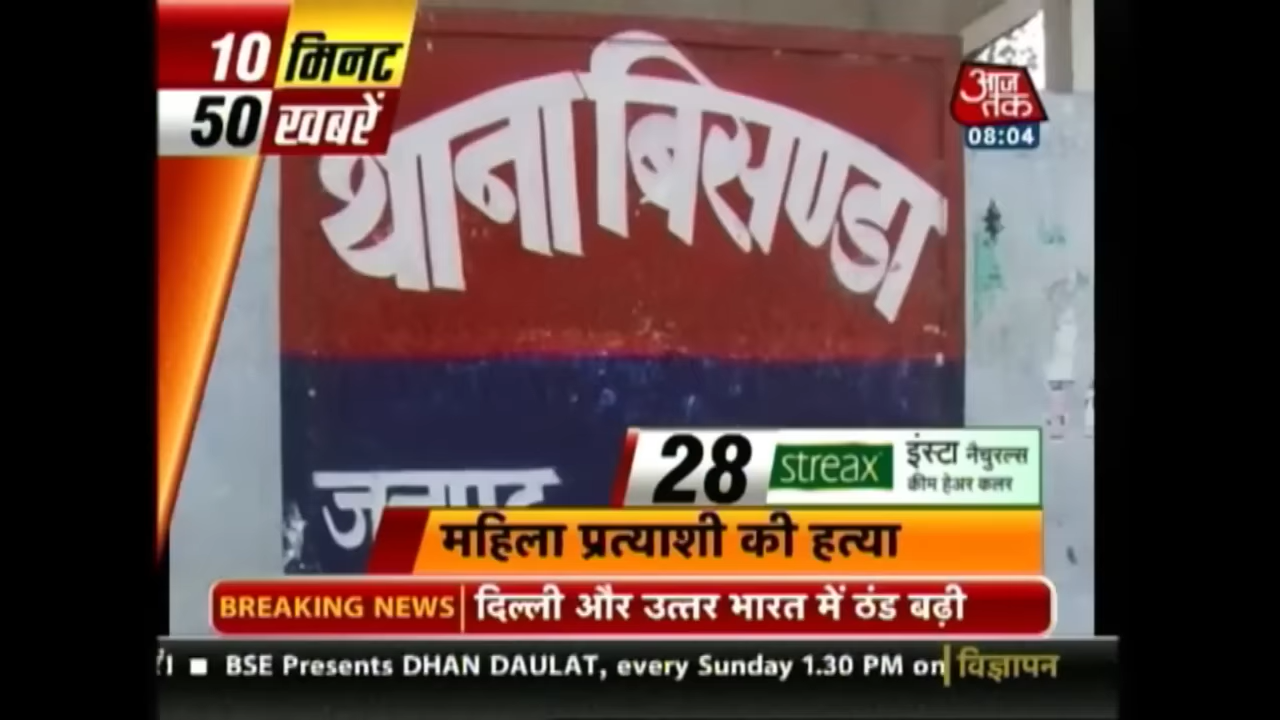 10 मिनट
50 खबरें
आज
तक
08:04
थाना बिसण्डा
28
streax
इंस्टा नैचुरल्स
क्रीम हेअर कलर
महिला प्रत्याशी की हत्या
BREAKING NEWS दिल्ली और उत्तर भारत में ठंड बढ़ी
■ BSE Presents DHAN DAULAT, every Sunday 1.30 PM on विज्ञापन